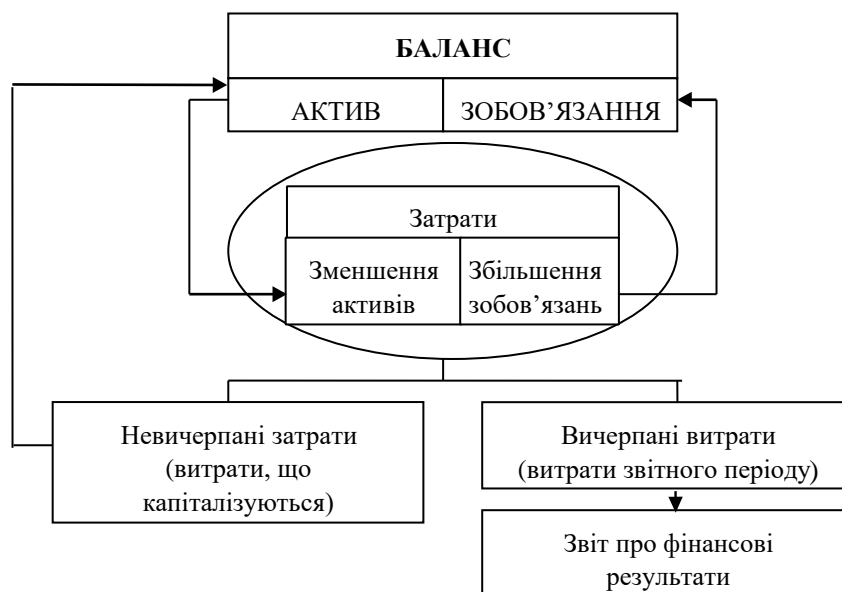 БАЛАНС
АКТИВ
ЗОБОВ’ЯЗАННЯ
Затрати
Зменшення
активів
Збільшення
зобов’язань
Невичерпані затрати
(витрати, що
капіталізуються)
Вичерпані витрати
(витрати звітного періоду)
Звіт про фінансові
результати